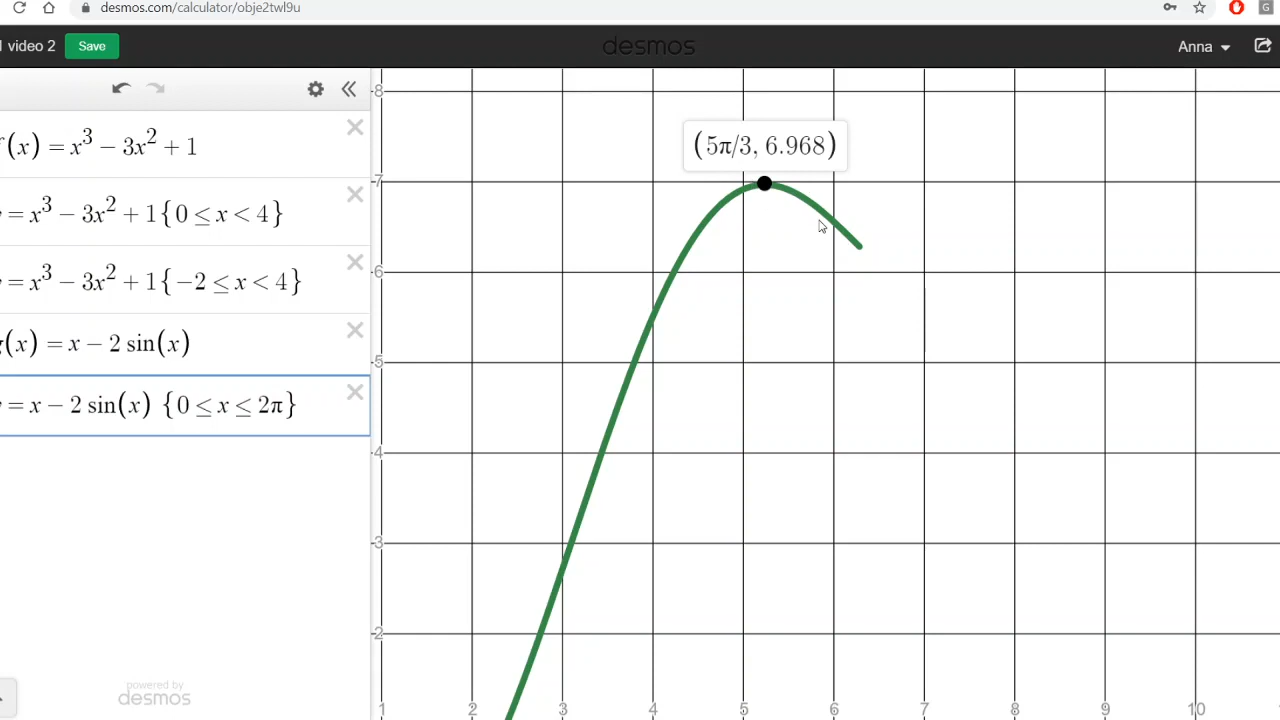 desmos.com/calculator/obje2twl9u
l video 2 Save desmos Anna
(x) = x³ − 3x² + 1
= x³ − 3x² + 1 {0 ≤ x < 4}
= x³ − 3x² + 1 {−2 ≤ x < 4}
(x) = x − 2 sin(x)
= x − 2 sin(x) {0 ≤ x ≤ 2π}
powered by
desmos
8
(5π/3, 6.968)
7
6
5
4
3
2
1 2 3 4 5 6 7 8 9 10
G